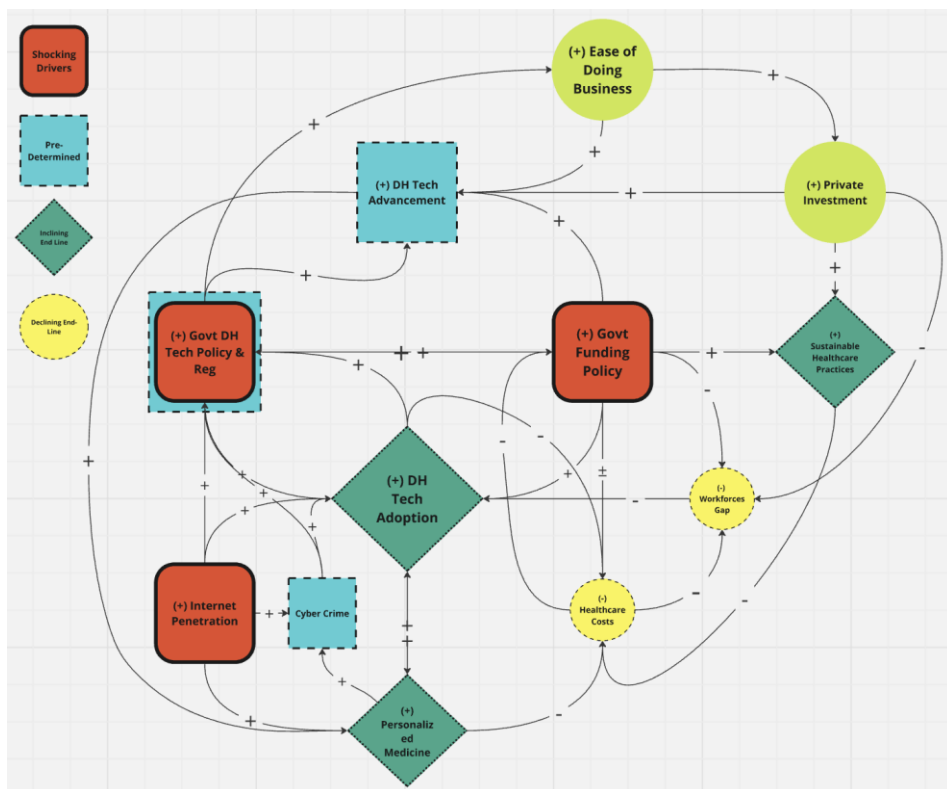 Shocking
Drivers
(+) Ease of
Doing
Business
+
+
Pre-
Determined
+
(+) DH Tech
Advancement
+
(+) Private
Investment
+
Inclining
End Line
+
+
Declining End-
Line
(+) Govt DH
Tech Policy &
Reg
+ +
+
(+) Govt
Funding
Policy
+
-
(+)
Sustainable
Healthcare
Practices
-
-
-
+
+
+
+
+
±
(+) DH
Tech
Adoption
-
(-)
Workforces
Gap
+
+
+
(+) Internet
Penetration
+
Cyber Crime
(-)
Healthcare
Costs
-
-
+
+
+
(+)
Personaliz
ed
Medicine
+
-